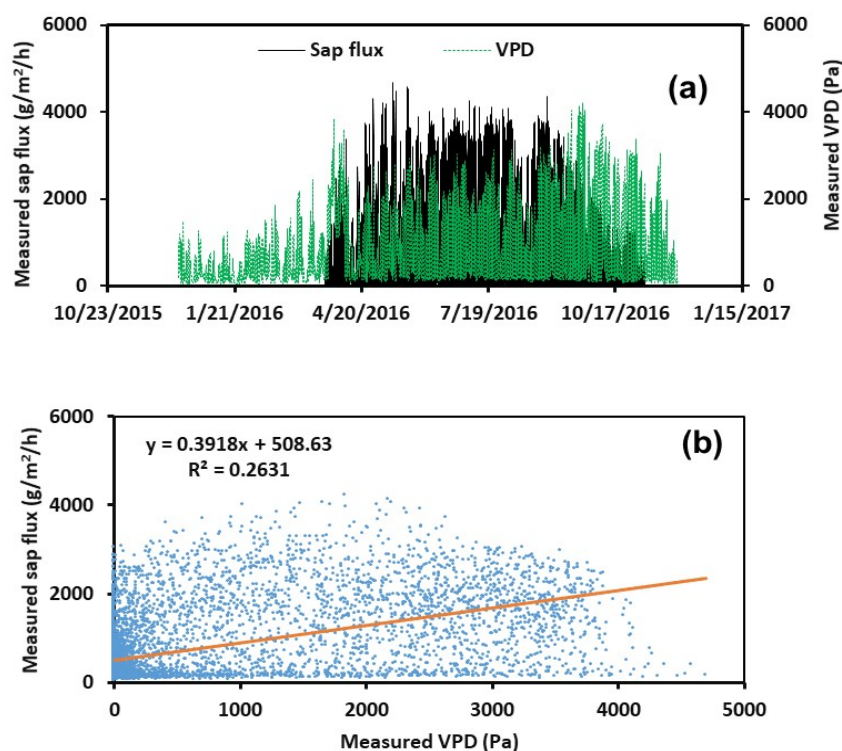 6000 6000
Sap flux VPD
(a)
4000 4000
2000 2000
0 0
Measured sap flux (g/m²/h)
Measured VPD (Pa)
10/23/2015 1/21/2016 4/20/2016 7/19/2016 10/17/2016 1/15/2017
6000
y = 0.3918x + 508.63
R² = 0.2631
(b)
4000
2000
0
Measured sap flux (g/m²/h)
0 1000 2000 3000 4000 5000
Measured VPD (Pa)